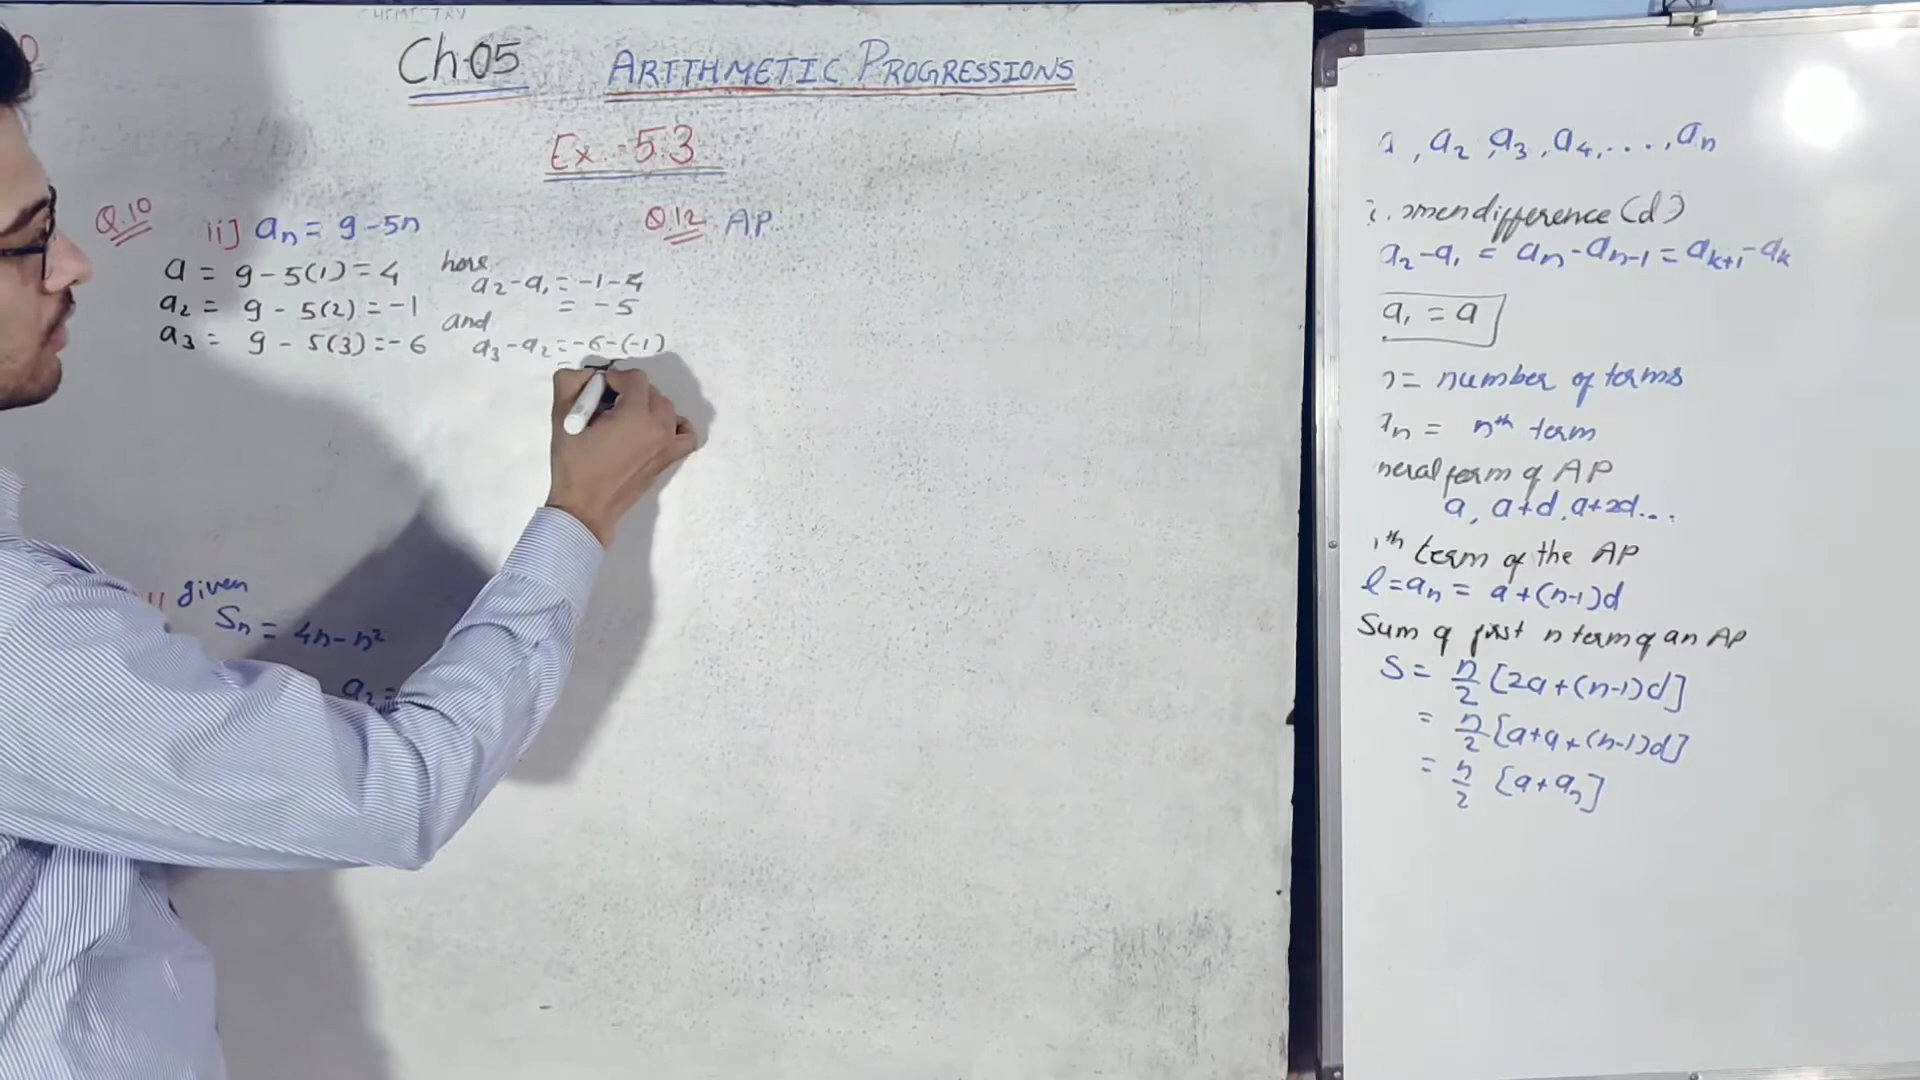 Ch-05 ARITHMETIC PROGRESSIONS
Ex.-5.3
Q.10 ii] aₙ = 9-5n
a = 9-5(1) = 4
a₂ = 9 - 5(2) = -1
a₃ = 9 - 5(3) = -6
here
a₂-a₁ = -1-4
= -5
and
a₃-a₂ = -6-(-1)
=
Q.12 AP
given
Sₙ = 4n-n²
a₂ =
, a₂, a₃, a₄, ..., aₙ
difference (d)
a₂-a₁ = aₙ-aₙ₋₁ = aₖ₊₁-aₖ
a₁ = a
= number of terms
ₙ = nᵗʰ term
neral form of AP
a, a+d, a+2d...
ᵗʰ term of the AP
l = aₙ = a+(n-1)d
Sum of first n term of an AP
S = n/2 [2a+(n-1)d]
= n/2 [a+a+(n-1)d]
= n/2 [a+aₙ]